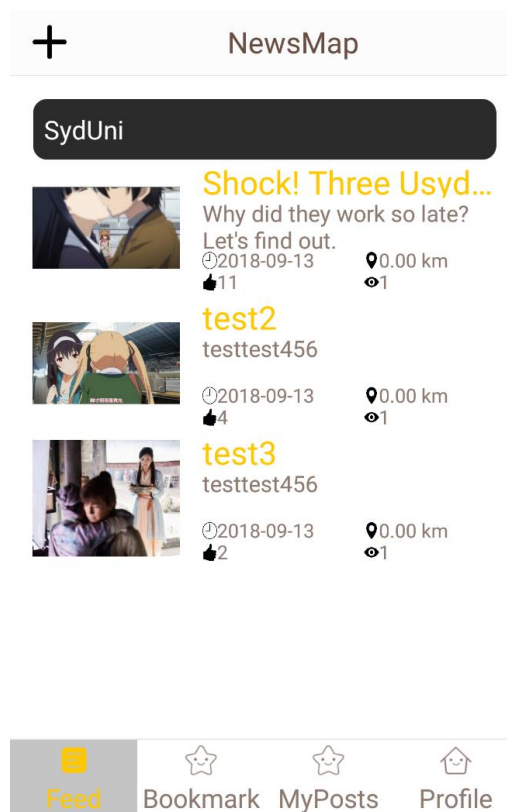 NewsMap
SydUni
Shock! Three Usyd...
Why did they work so late?
Let's find out.
2018-09-13 0.00 km
11 1
test2
testtest456
2018-09-13 0.00 km
4 1
test3
testtest456
2018-09-13 0.00 km
2 1
Feed Bookmark MyPosts Profile